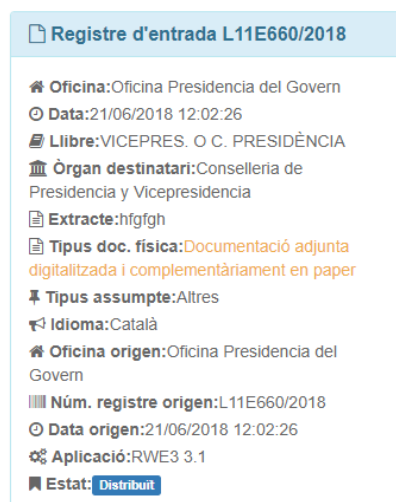 Registre d'entrada L11E660/2018
Oficina:Oficina Presidencia del Govern
Data:21/06/2018 12:02:26
Llibre:VICEPRES. O C. PRESIDÈNCIA
Òrgan destinatari:Conselleria de
Presidencia y Vicepresidencia
Extracte:hfgfgh
Tipus doc. física:Documentació adjunta
digitalitzada i complementàriament en paper
Tipus assumpte:Altres
Idioma:Català
Oficina origen:Oficina Presidencia del
Govern
Núm. registre origen:L11E660/2018
Data origen:21/06/2018 12:02:26
Aplicació:RWE3 3.1
Estat: Distribuït